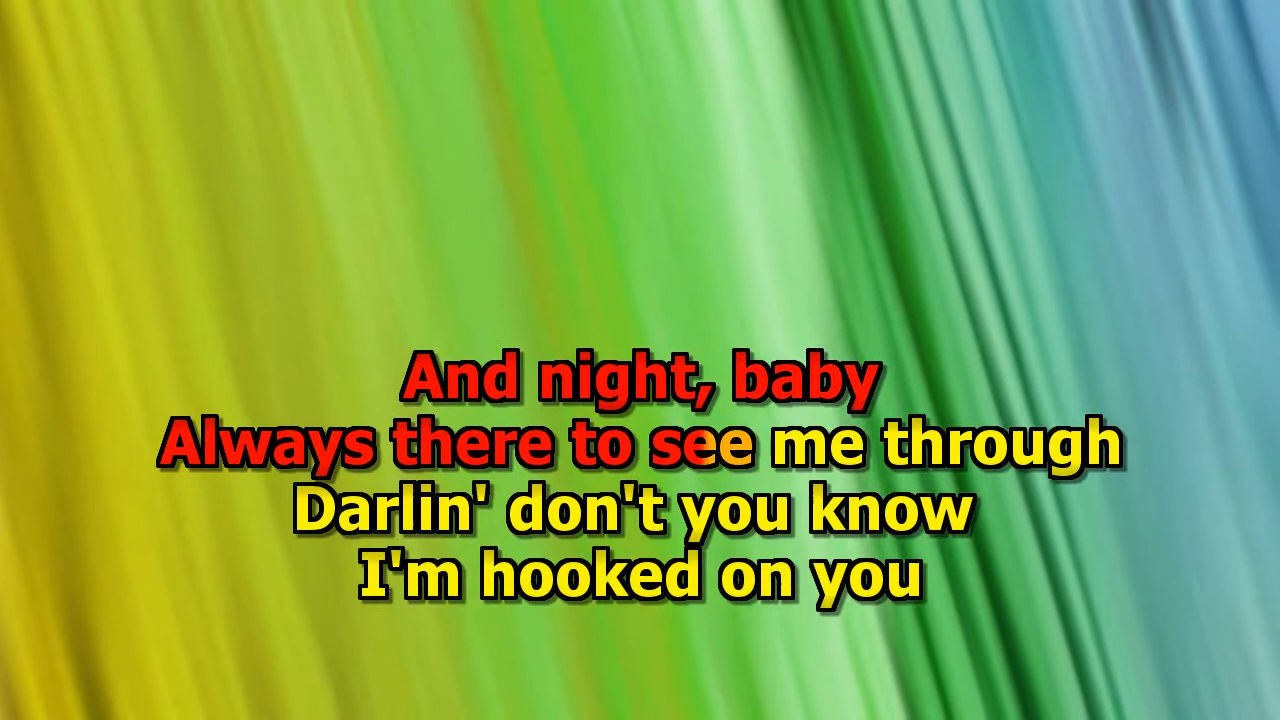 And night, baby
Always there to see me through
Darlin' don't you know
I'm hooked on you